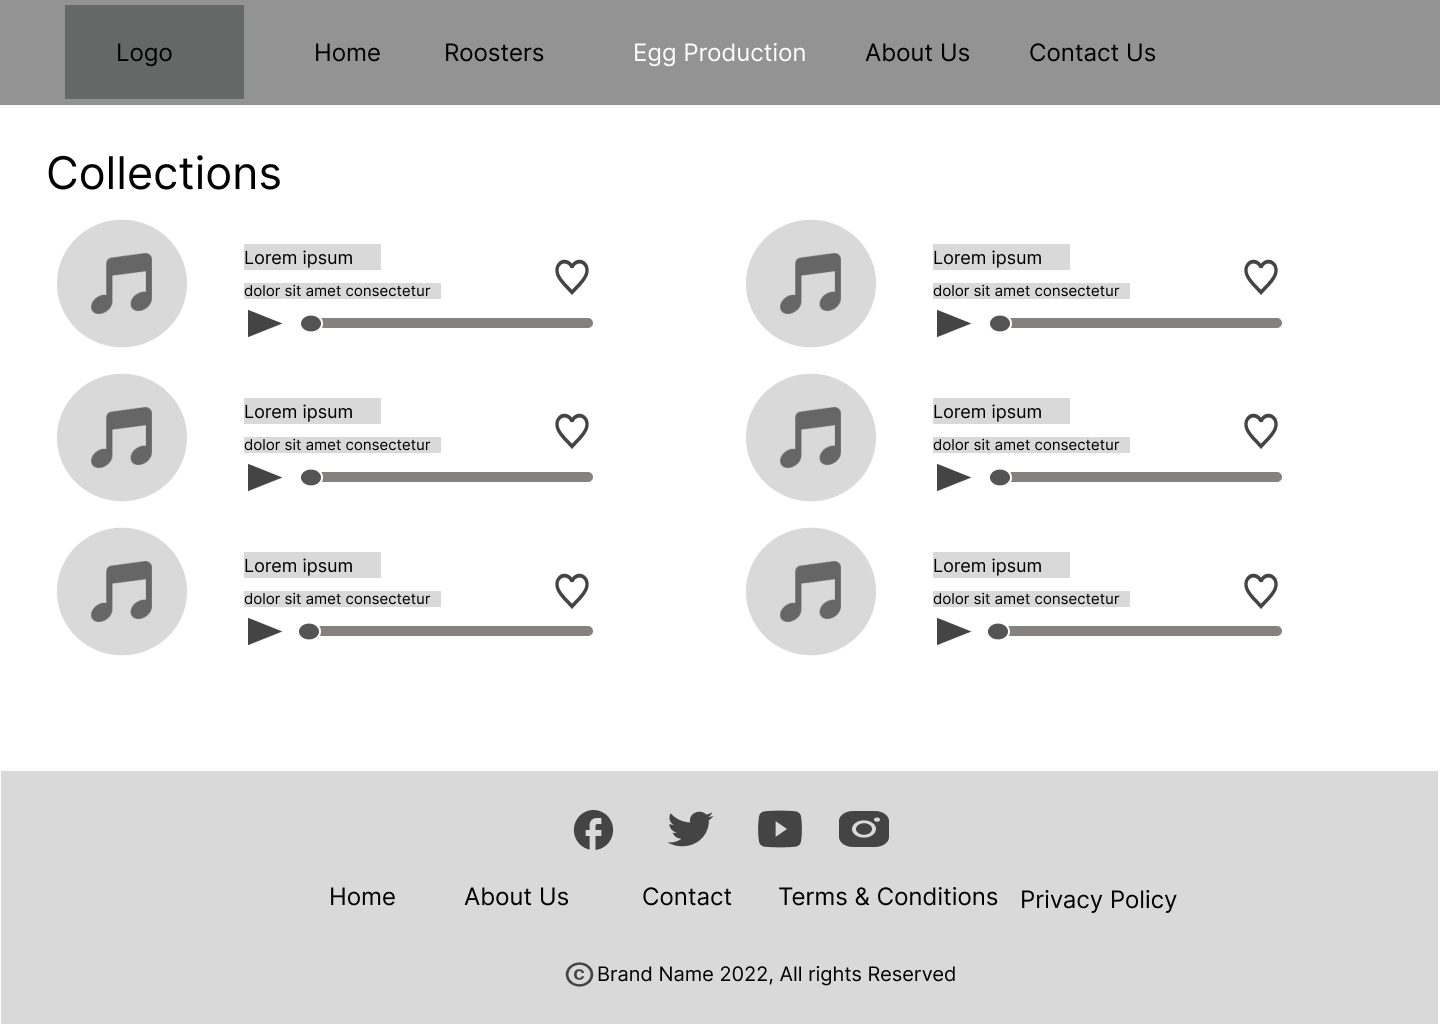 Logo
Home
Roosters
Egg Production
About Us
Contact Us
Collections
Lorem ipsum
dolor sit amet consectetur
Lorem ipsum
dolor sit amet consectetur
Lorem ipsum
dolor sit amet consectetur
Lorem ipsum
dolor sit amet consectetur
Lorem ipsum
dolor sit amet consectetur
Lorem ipsum
dolor sit amet consectetur
Home
About Us
Contact
Terms & Conditions
Privacy Policy
© Brand Name 2022, All rights Reserved